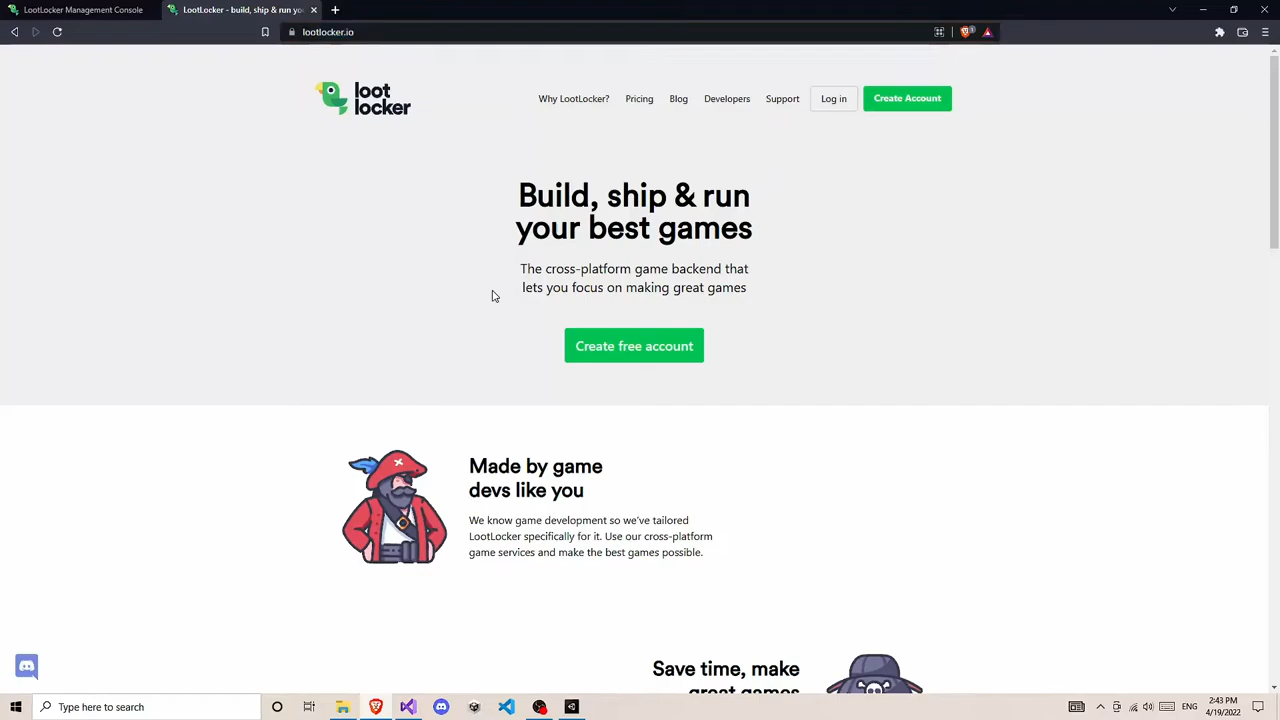 LootLocker Management Console
LootLocker - build, ship & run yo
lootlocker.io
loot
locker
Why LootLocker?
Pricing
Blog
Developers
Support
Log in
Create Account
Build, ship & run
your best games
The cross-platform game backend that
lets you focus on making great games
Create free account
Made by game
devs like you
We know game development so we've tailored
LootLocker specifically for it. Use our cross-platform
game services and make the best games possible.
Save time, make
great games
Type here to search
ENG
2:43 PM
4/19/2022